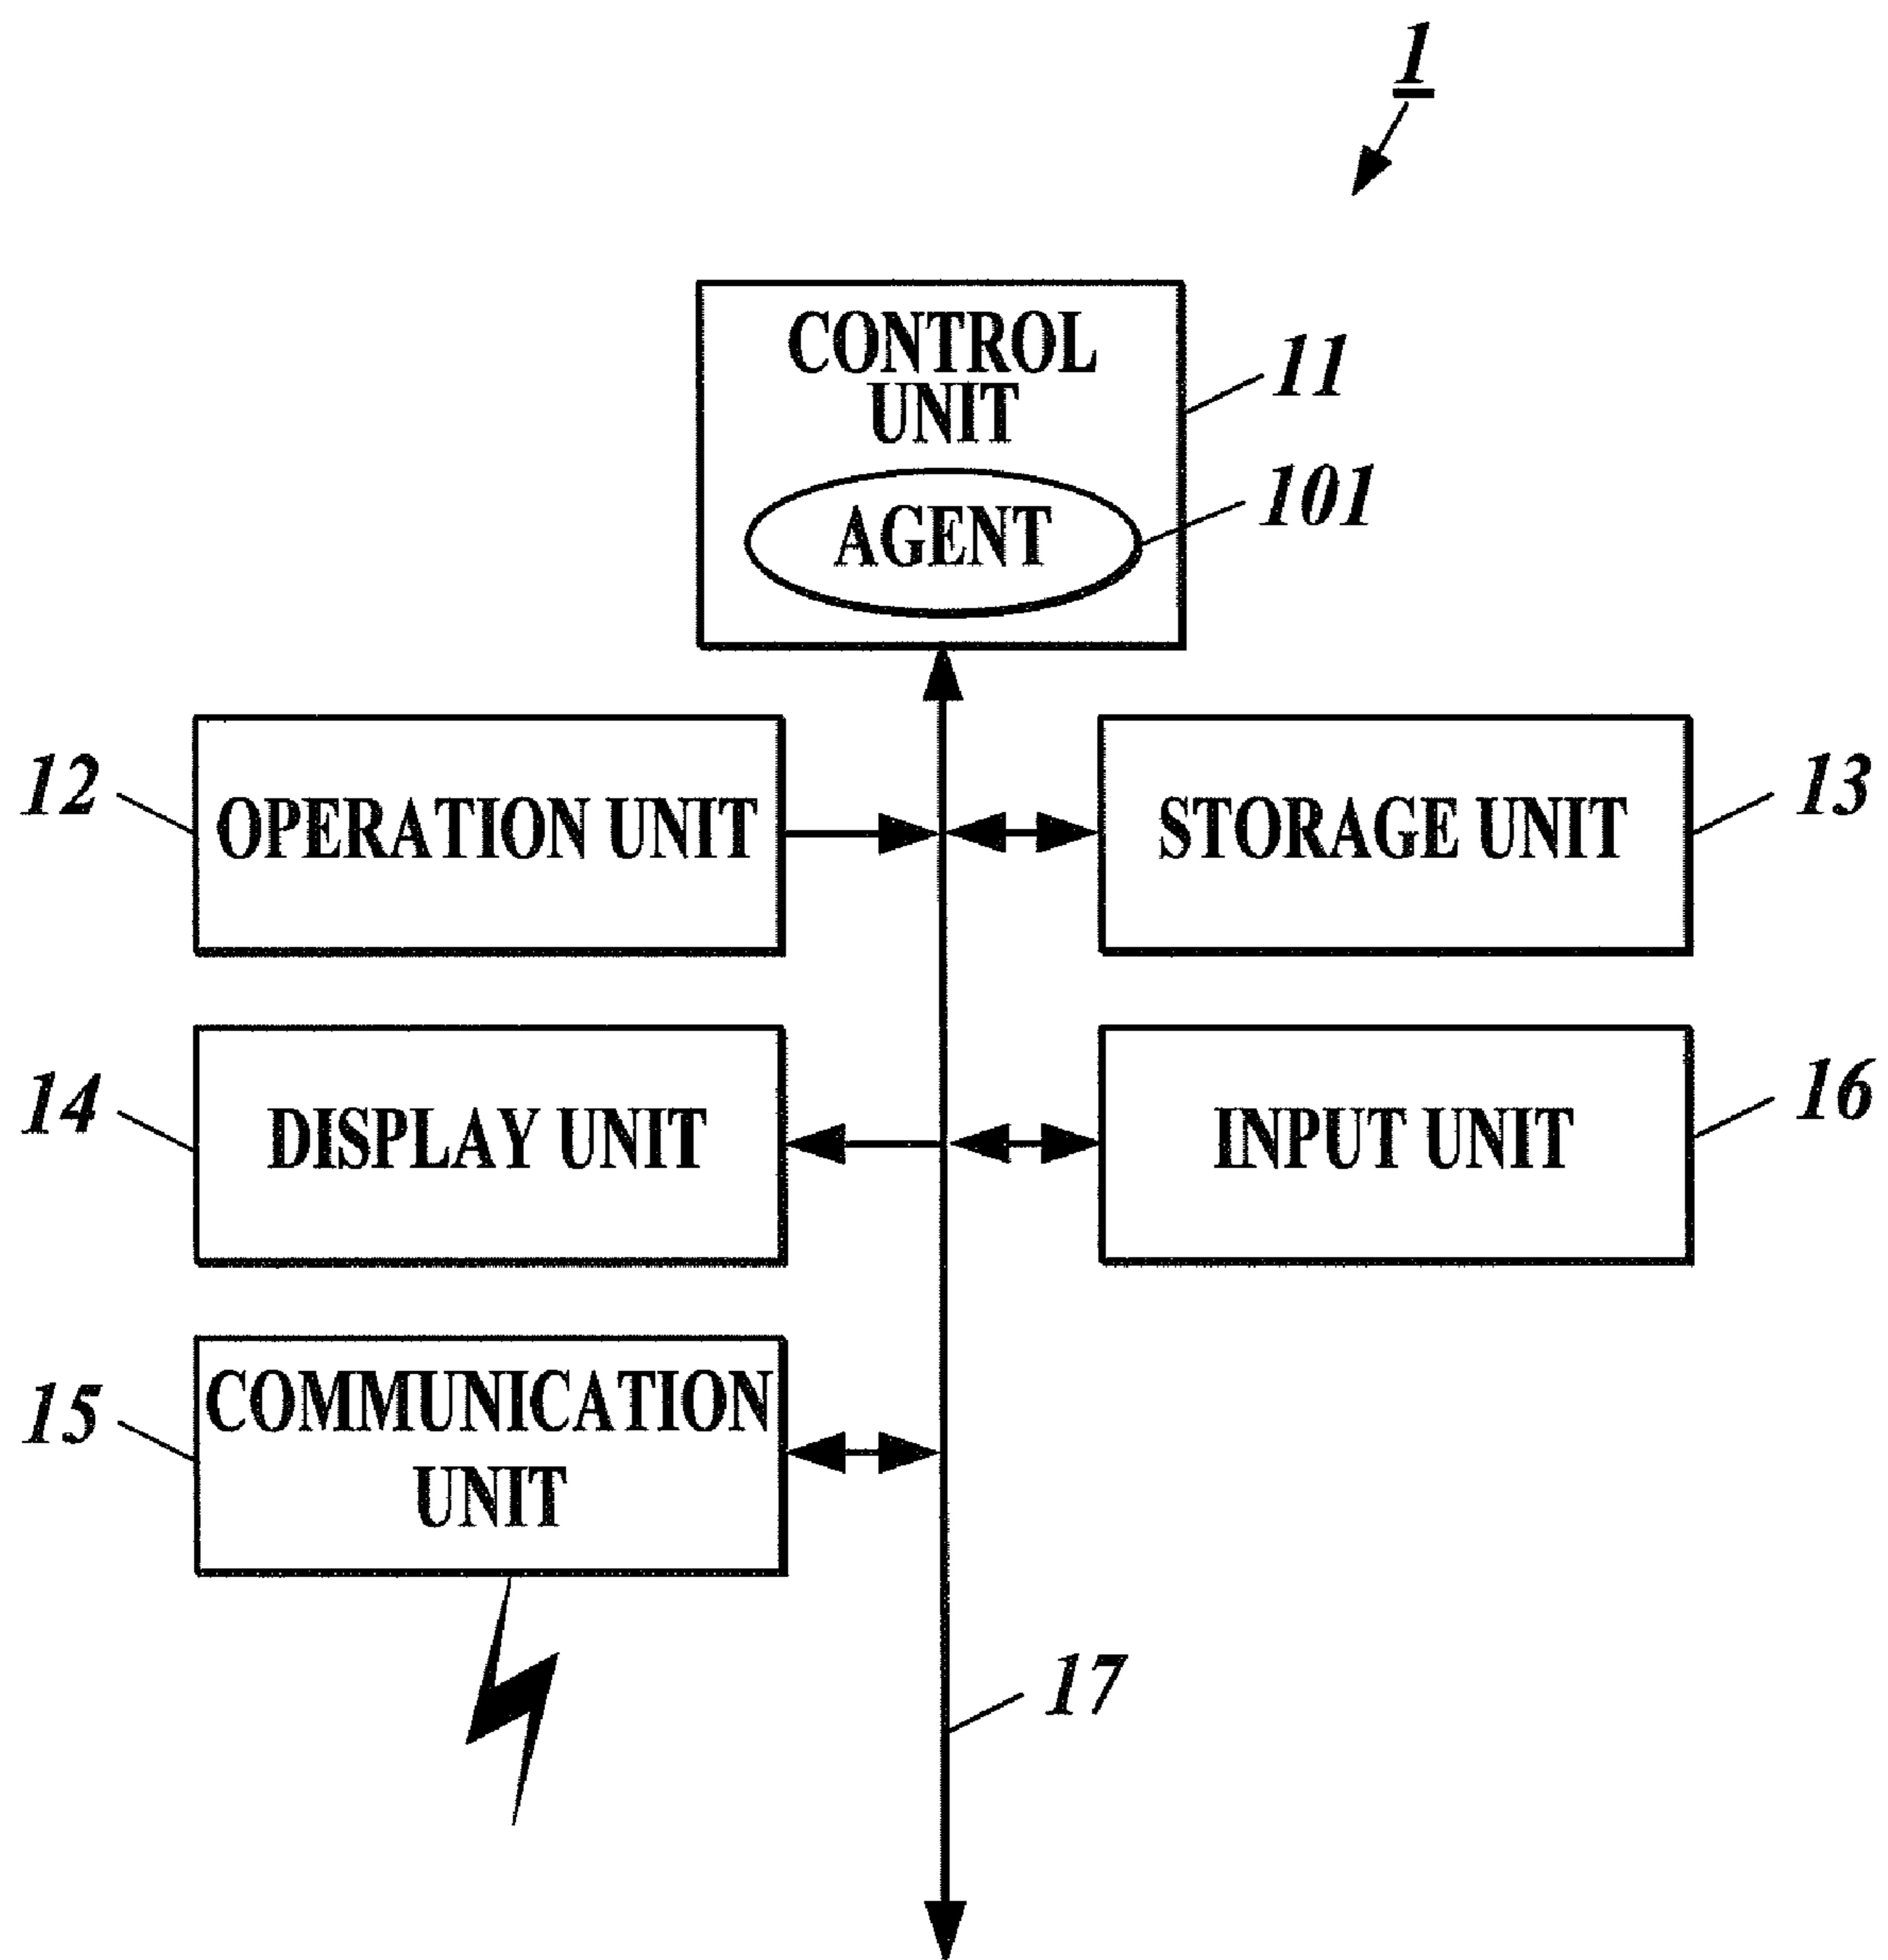 1
CONTROL
UNIT
11
AGENT
101
12
OPERATION UNIT
STORAGE UNIT
13
14
DISPLAY UNIT
INPUT UNIT
16
15
COMMUNICATION
UNIT
17